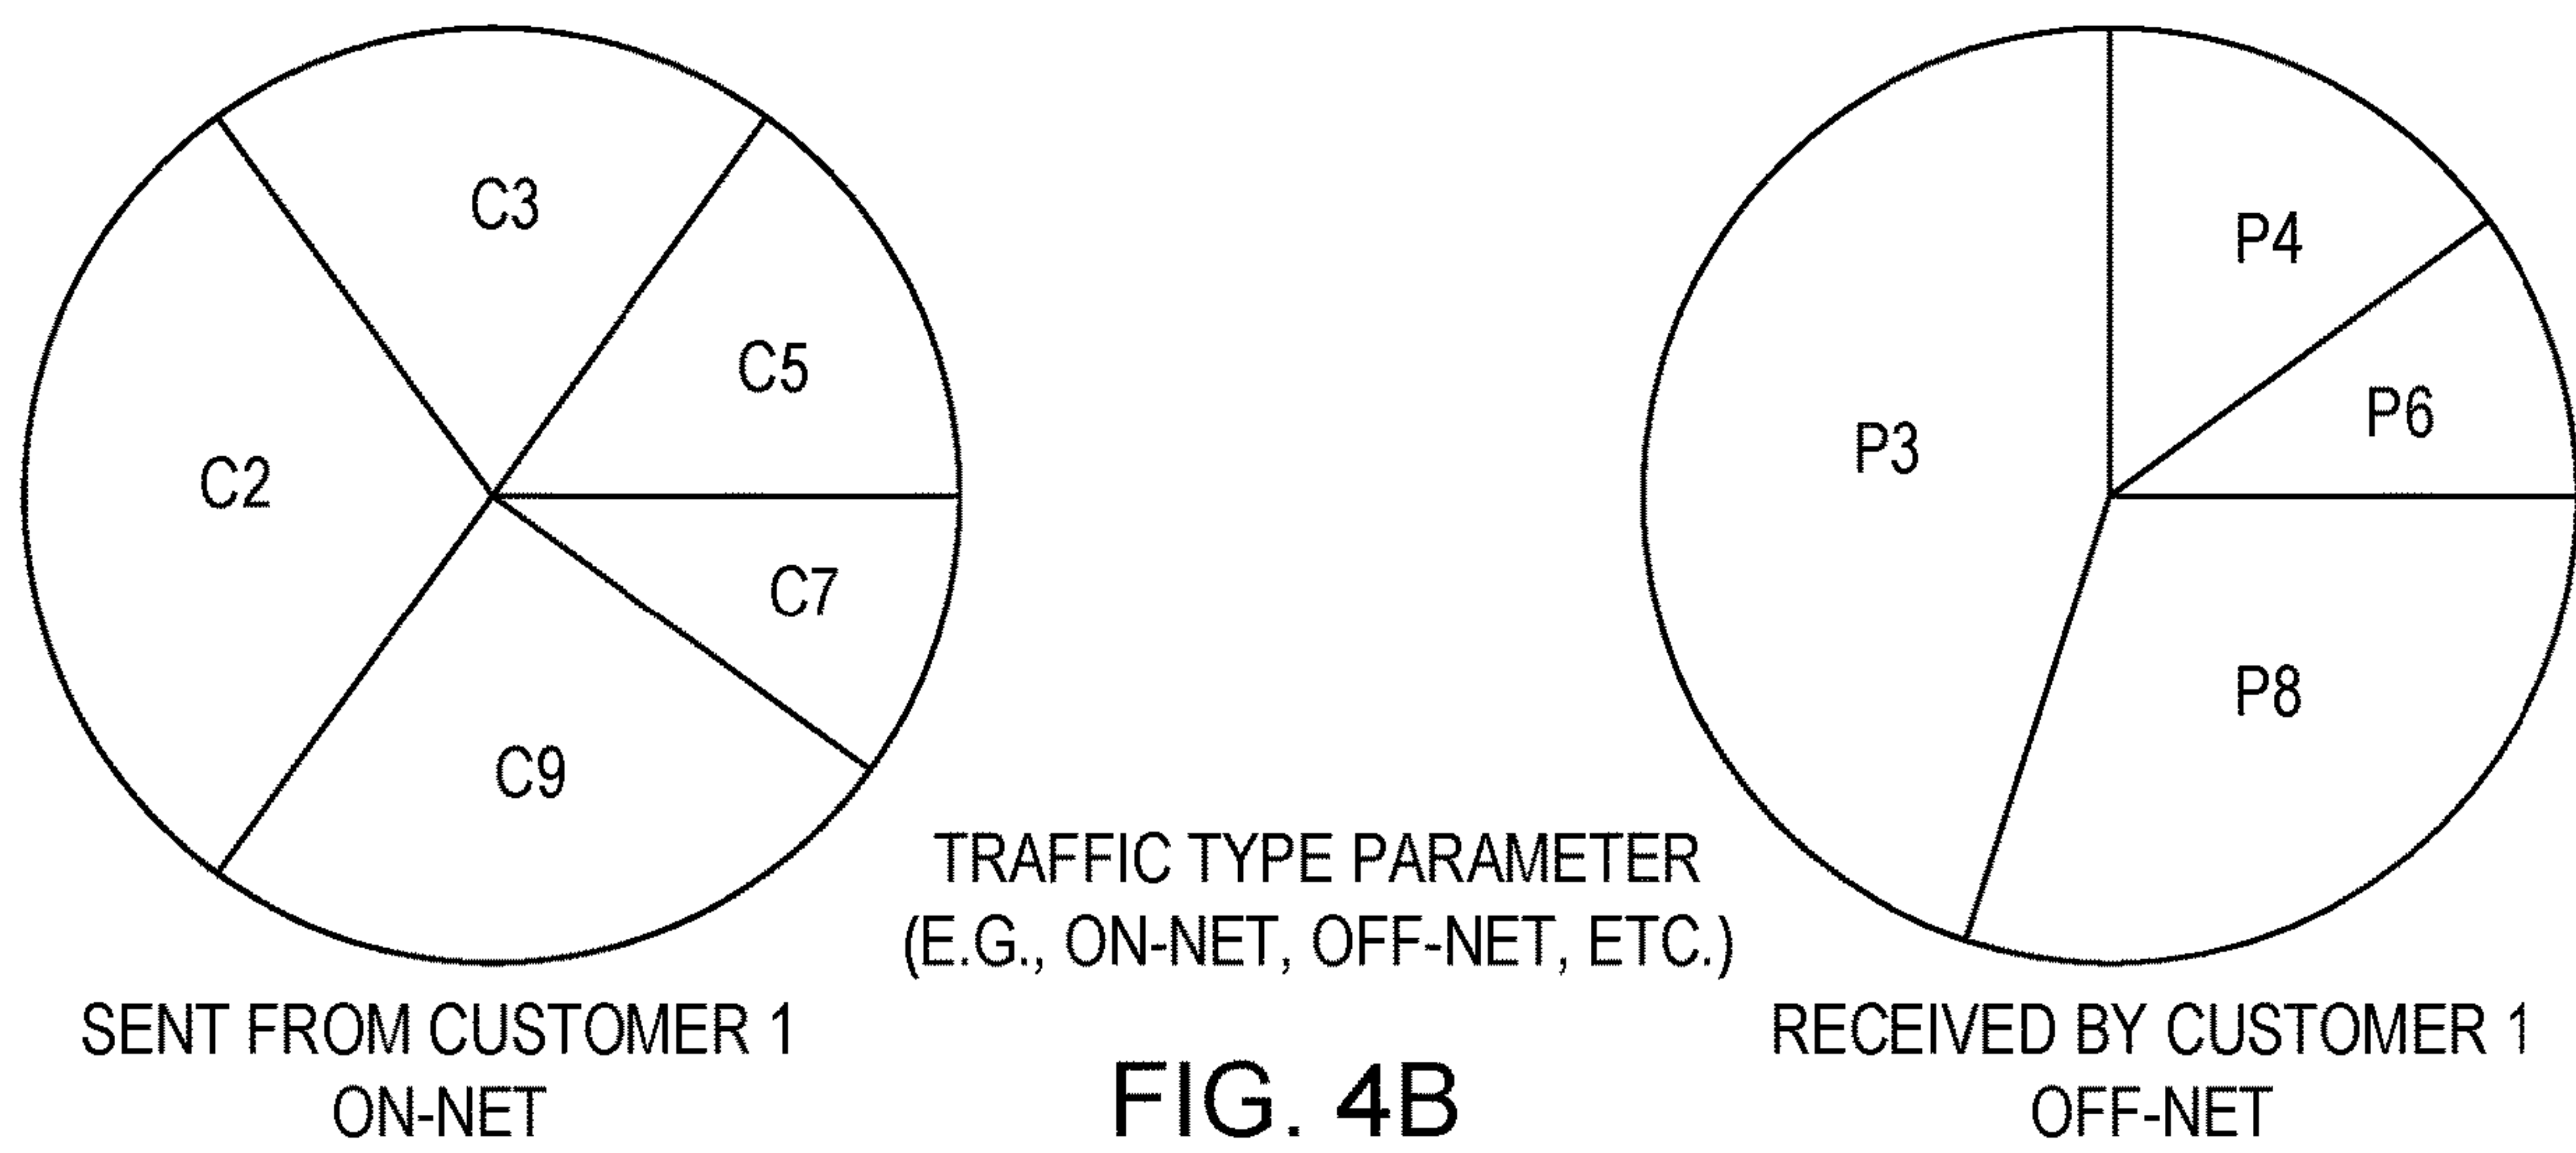 C3
C5
C2
C7
C9
P4
P6
P3
P8
TRAFFIC TYPE PARAMETER
(E.G., ON-NET, OFF-NET, ETC.)
SENT FROM CUSTOMER 1
ON-NET
RECEIVED BY CUSTOMER 1
OFF-NET
FIG. 4B